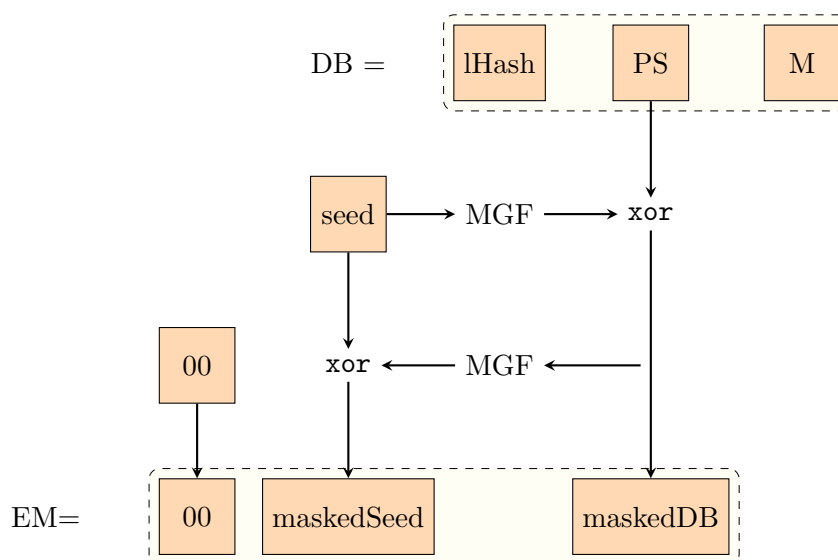 DB = lHash PS M
seed MGF xor
00 xor MGF
EM= 00 maskedSeed maskedDB